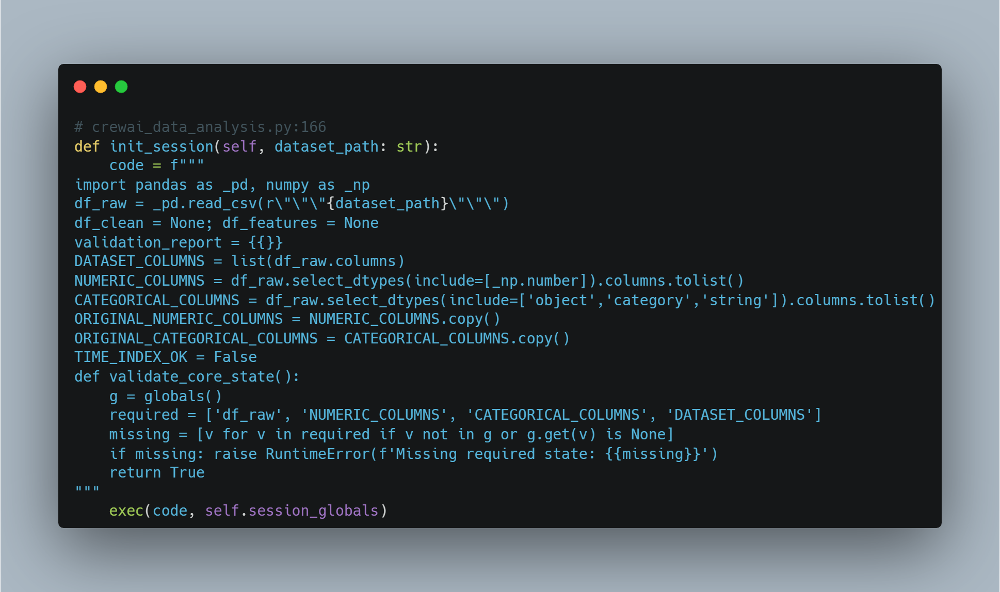 # crewai_data_analysis.py:166
def init_session(self, dataset_path: str):
    code = f"""
import pandas as _pd, numpy as _np
df_raw = _pd.read_csv(r\"\"\"{dataset_path}\"\"\")
df_clean = None; df_features = None
validation_report = {{}}
DATASET_COLUMNS = list(df_raw.columns)
NUMERIC_COLUMNS = df_raw.select_dtypes(include=[_np.number]).columns.tolist()
CATEGORICAL_COLUMNS = df_raw.select_dtypes(include=['object','category','string']).columns.tolist()
ORIGINAL_NUMERIC_COLUMNS = NUMERIC_COLUMNS.copy()
ORIGINAL_CATEGORICAL_COLUMNS = CATEGORICAL_COLUMNS.copy()
TIME_INDEX_OK = False
def validate_core_state():
    g = globals()
    required = ['df_raw', 'NUMERIC_COLUMNS', 'CATEGORICAL_COLUMNS', 'DATASET_COLUMNS']
    missing = [v for v in required if v not in g or g.get(v) is None]
    if missing: raise RuntimeError(f'Missing required state: {{missing}}')
    return True
"""
    exec(code, self.session_globals)